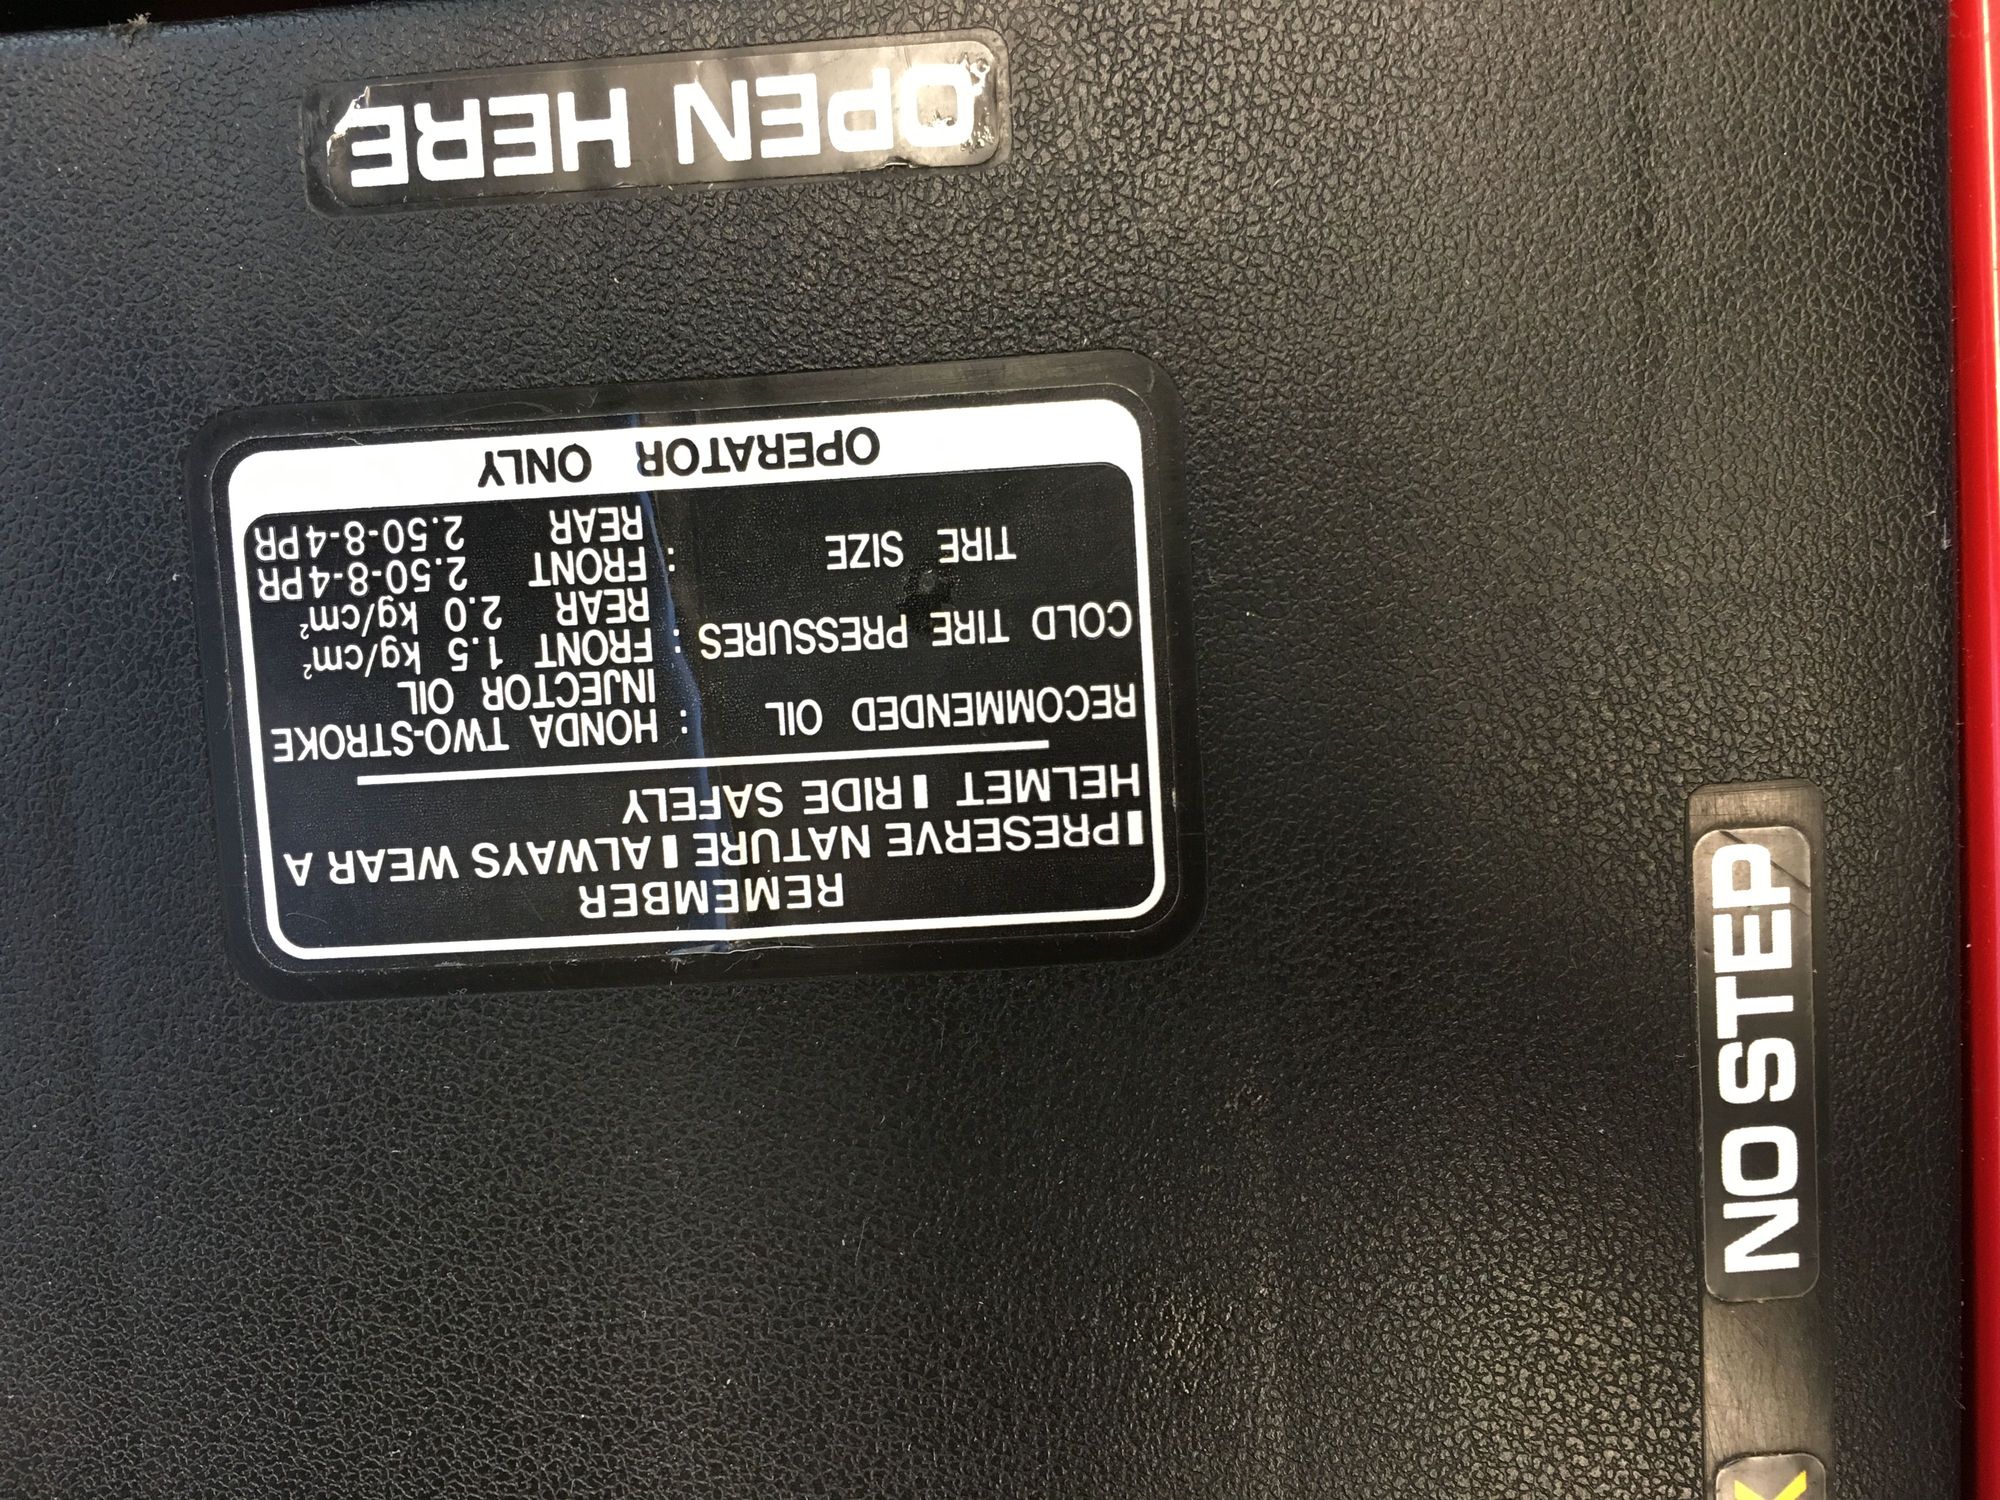 REMEMBER
▮PRESERVE NATURE▮ALWAYS WEAR A
HELMET▮RIDE SAFELY
RECOMMENDED OIL : HONDA TWO-STROKE
INJECTOR OIL
COLD TIRE PRESSURES : FRONT 1.5 kg/cm²
REAR 2.0 kg/cm²
TIRE SIZE : FRONT 2.50-8-4PR
REAR 2.50-8-4PR
OPERATOR ONLY
OPEN HERE
NO STEP